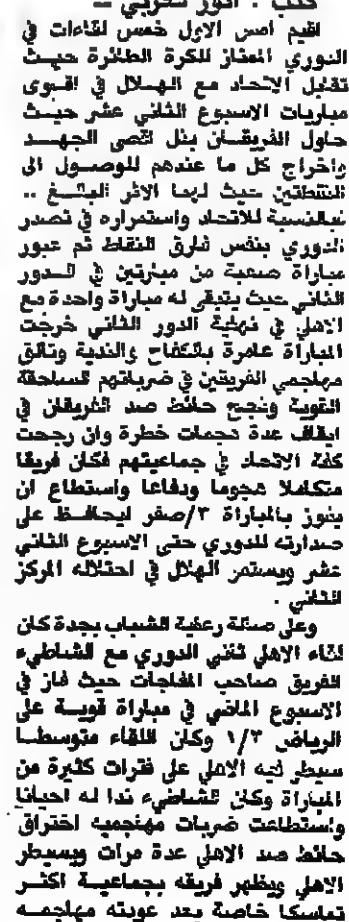 كتب : أنور
اقيم امس الاول خمس لقاءات في
الدوري الممتاز للكرة الطائرة حيث
تقابل الاتحاد مع الهلال في اقوى
مباريات الاسبوع الثاني عشر حيث
حاول الفريقان بذل اقصى الجهد
واخراج كل ما عندهم للوصول الى
النقطتين حيث لهما الاثر البالغ ..
فبالنسبة للاتحاد واستمراره في تصدر
الدوري بنفس فارق النقاط ثم عبور
مباراة صعبة من مباراتين في الدور
الثاني حيث يتبقى له مباراة واحدة مع
الاهلي في نهاية الدور الثاني خرجت
المباراة عامرة بالكفاح والندية وتألق
مهاجمي الفريقين في ضرباتهم الساحقة
القوية ونجح حائط صد الفريقان في
ايقاف عدة هجمات خطرة وان رجحت
كفة الاتحاد في جماعيتهم فكان فريقا
متكاملا هجوما ودفاعا واستطاع ان
يفوز بالمباراة ٣/صفر ليحافظ على
صدارته للدوري حتى الاسبوع الثاني
عشر ويستمر الهلال في احتلاله المركز
الثاني .
وعلى صالة رعاية الشباب بجدة كان
لقاء الاهلي ثاني الدوري مع الشاطيء
الفريق صاحب المفاجآت حيث فاز في
الاسبوع الماضي في مباراة قوية على
الرياض ١/٣ وكان اللقاء متوسطا
سيطر فيه الاهلي على فترات كثيرة من
المباراة وكان الشاطيء ندا له احيانا
واستطاعت ضربات مهاجميه اختراق
حائط صد الاهلي عدة مرات ويسيطر
الاهلي ويظهر فريقه بجماعية اكثر
تماسكا خاصة بعد عودته مهاجمه